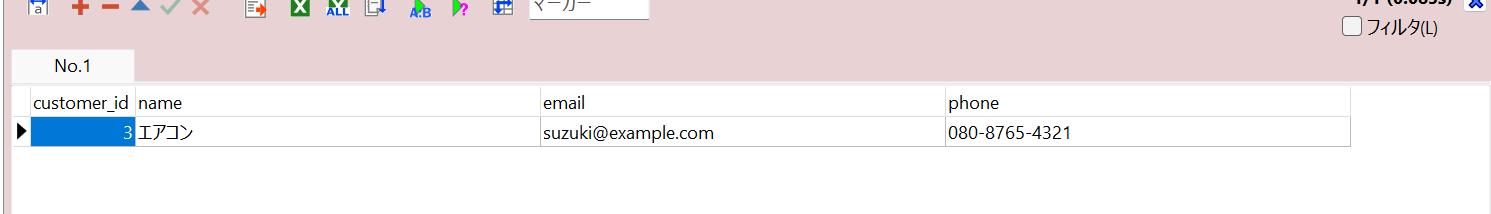 マーカー
フィルタ(L)
No.1
customer_id name email phone
3 エアコン suzuki@example.com 080-8765-4321